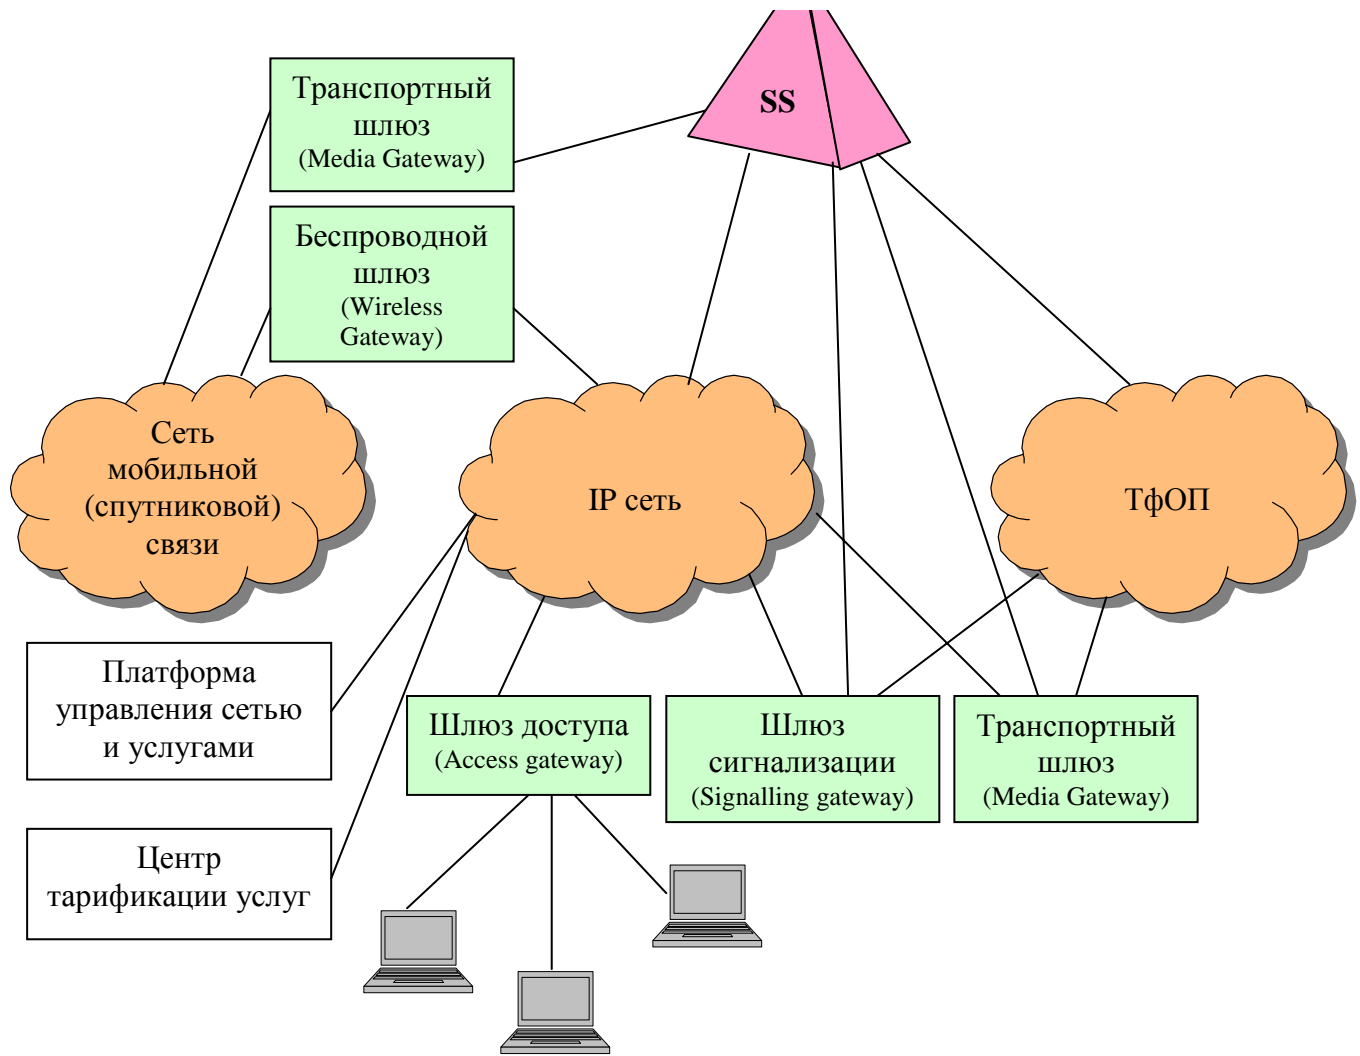 Транспортный
шлюз
(Media Gateway)
SS
Беспроводной
шлюз
(Wireless
Gateway)
Сеть
мобильной
(спутниковой)
связи
IP сеть
ТфОП
Платформа
управления сетью
и услугами
Шлюз доступа
(Access gateway)
Шлюз
сигнализации
(Signalling gateway)
Транспортный
шлюз
(Media Gateway)
Центр
тарификации услуг